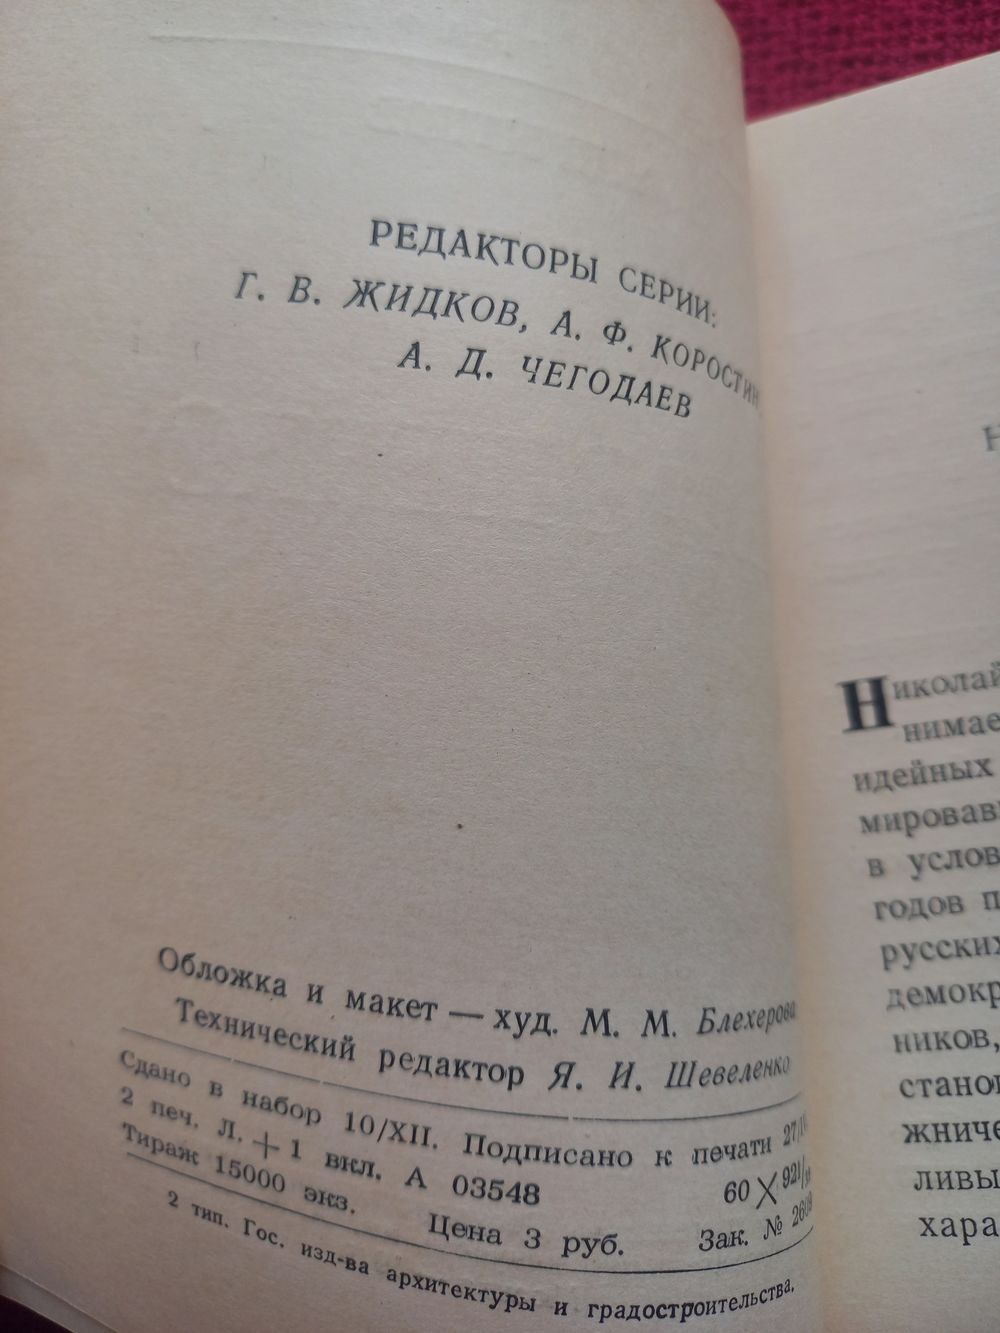 РЕДАКТОРЫ СЕРИИ:
Г. В. ЖИДКОВ, А. Ф. КОРОСТИН,
А. Д. ЧЕГОДАЕВ
Обложка и макет — худ. М. М. Блехерова
Технический редактор Я. И. Шевеленко
Сдано в набор 10/XII. Подписано к печати
2 печ. л. + 1 вкл. А 03548
Тираж 15000 экз. Цена 3 руб. Зак. №
2 тип. Гос. изд-ва архитектуры и градостроительства.
Николай
нимае
идейных
мировав
в услов
годов п
русских
демокр
ников,
станов
жниче
ливы
хара